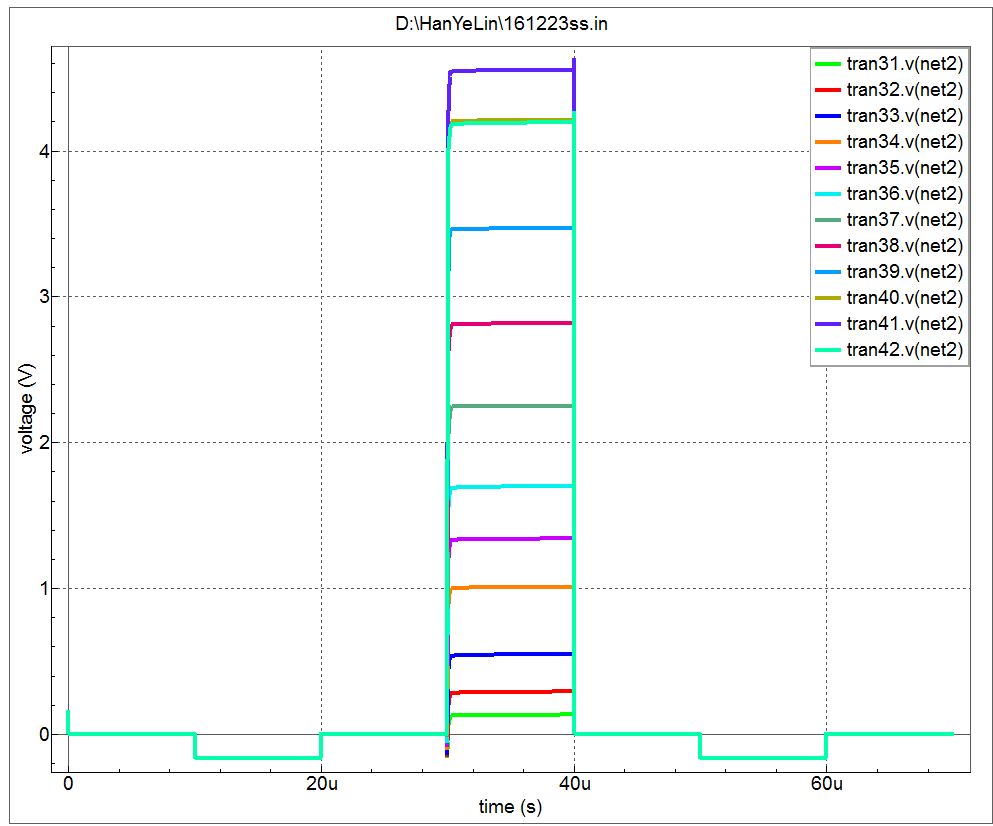 D:\HanYeLin\161223ss.in
tran31.v(net2)
tran32.v(net2)
tran33.v(net2)
tran34.v(net2)
tran35.v(net2)
tran36.v(net2)
tran37.v(net2)
tran38.v(net2)
tran39.v(net2)
tran40.v(net2)
tran41.v(net2)
tran42.v(net2)
voltage (V)
4
3
2
1
0
0 20u 40u 60u
time (s)